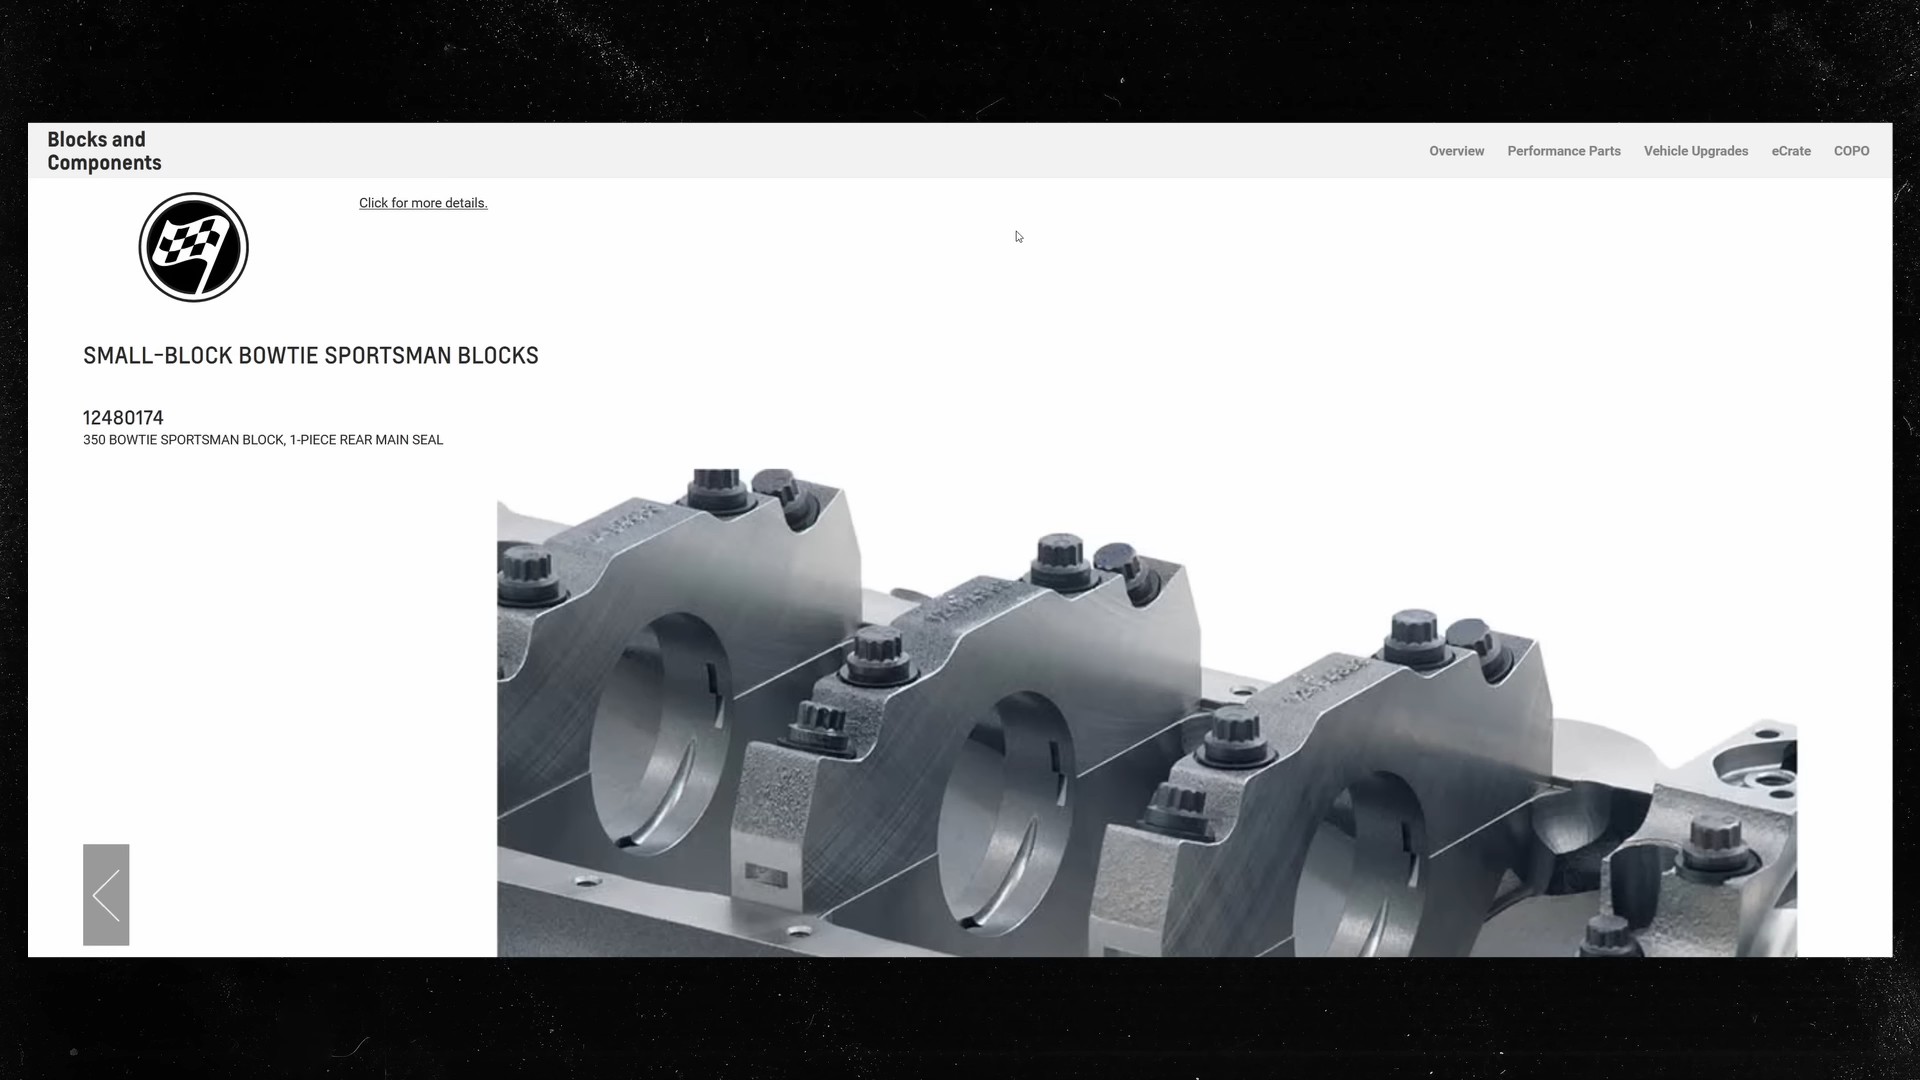 Blocks and
Components
Overview Performance Parts Vehicle Upgrades eCrate COPO
Click for more details.
SMALL-BLOCK BOWTIE SPORTSMAN BLOCKS
12480174
350 BOWTIE SPORTSMAN BLOCK, 1-PIECE REAR MAIN SEAL